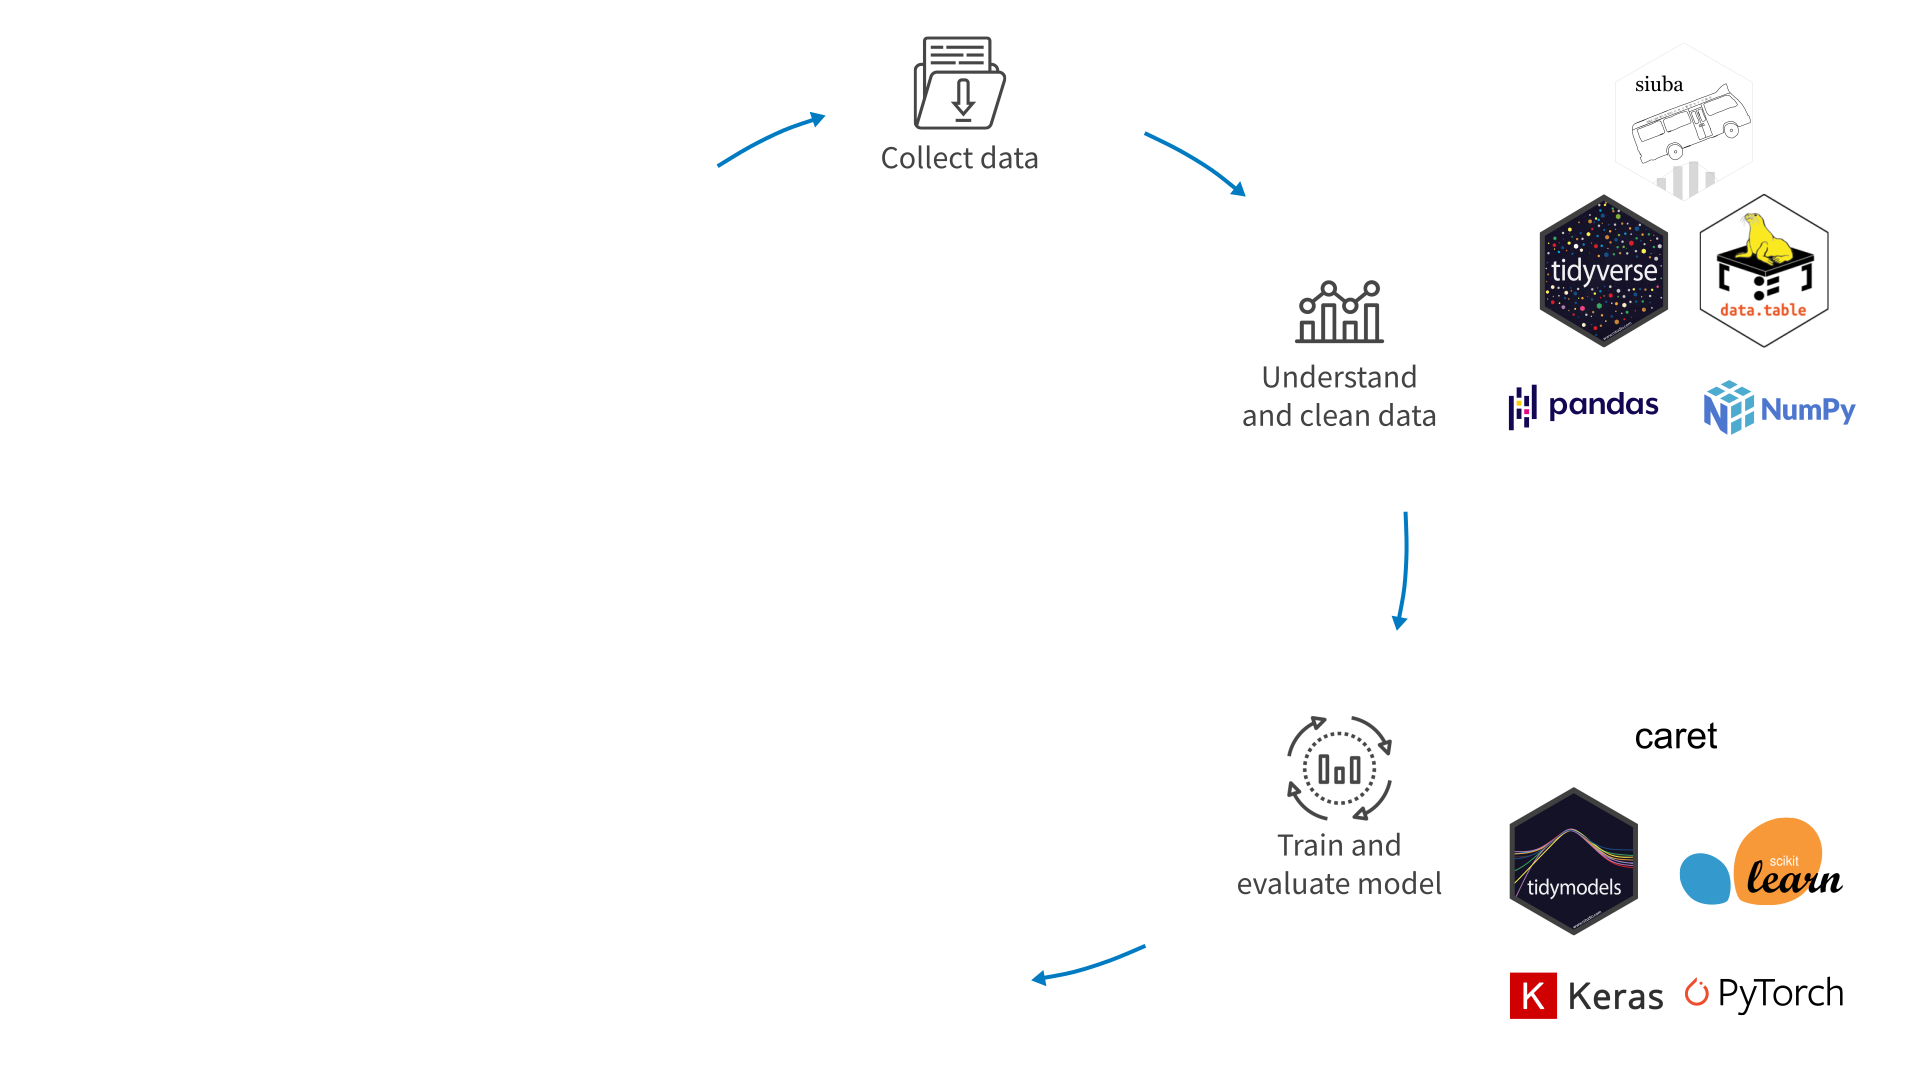 Collect data
siuba
tidyverse
data.table
Understand
and clean data
pandas
NumPy
caret
Train and
evaluate model
tidymodels
scikit
learn
K Keras
PyTorch